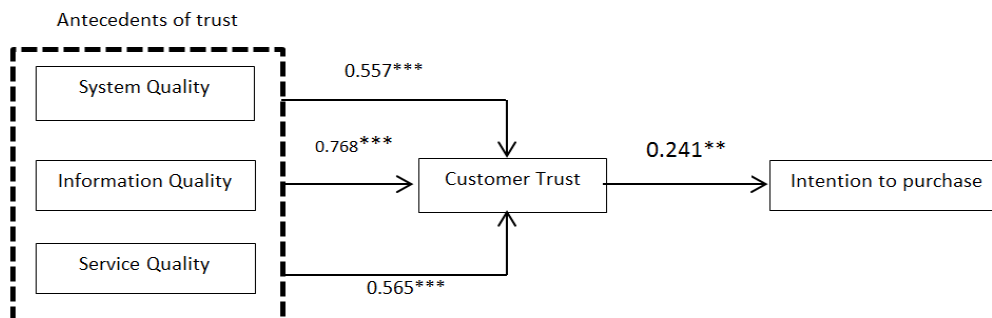 Antecedents of trust
System Quality
0.557***
Information Quality
0.768***
Customer Trust
0.241**
Intention to purchase
Service Quality
0.565***